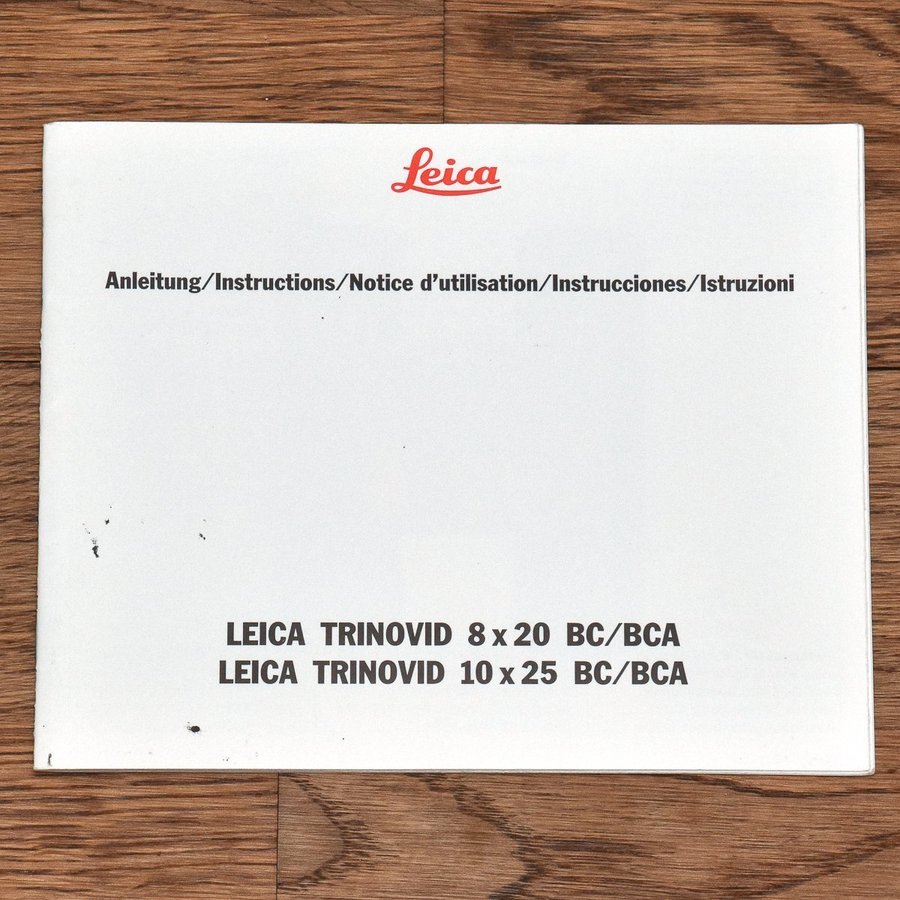 Leica
Anleitung/Instructions/Notice d'utilisation/Instrucciones/Istruzioni
LEICA TRINOVID 8 x 20 BC/BCA
LEICA TRINOVID 10 x 25 BC/BCA